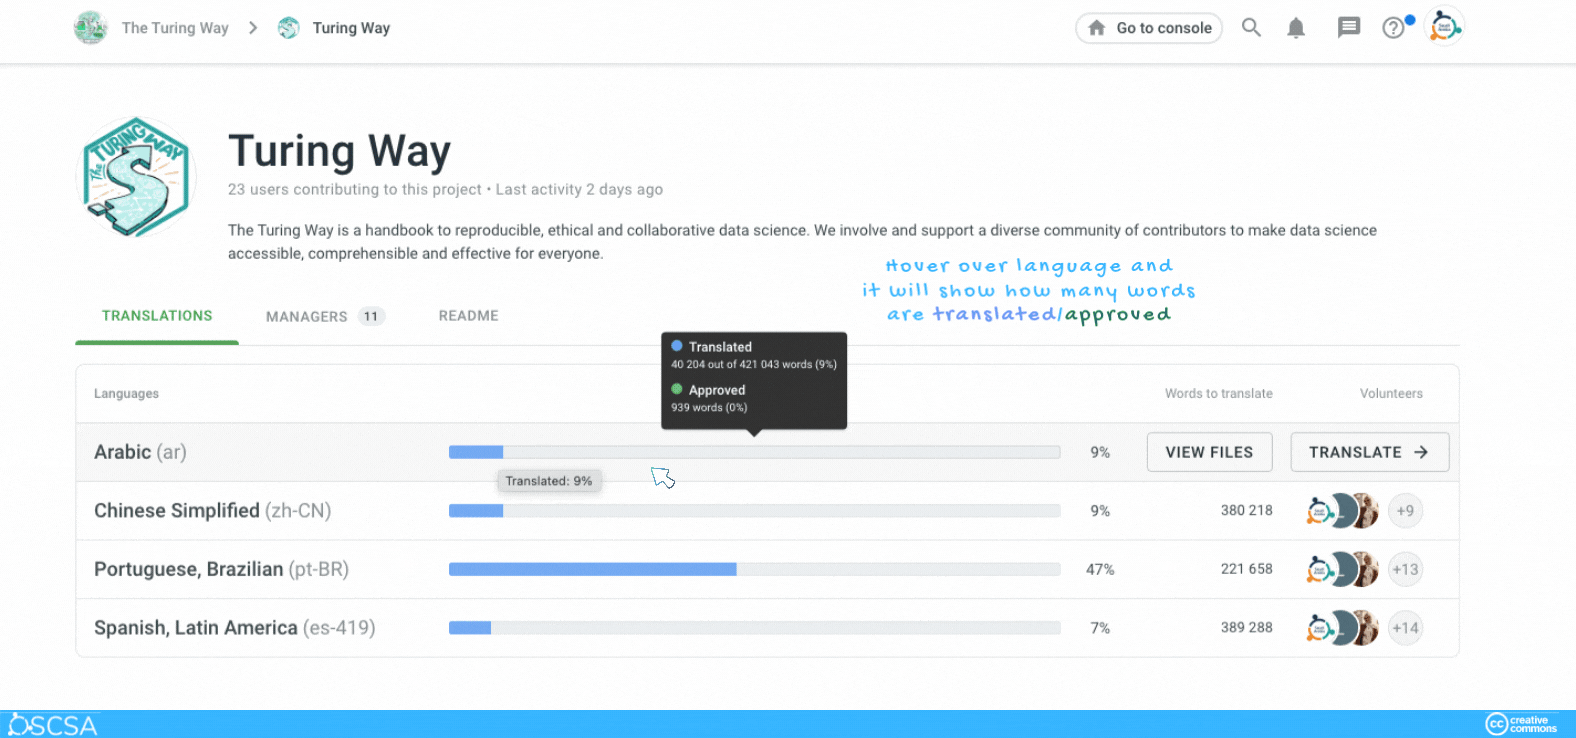 The Turing Way > Turing Way
Go to console
The TURING WAY
Turing Way
23 users contributing to this project • Last activity 2 days ago
The Turing Way is a handbook to reproducible, ethical and collaborative data science. We involve and support a diverse community of contributors to make data science
accessible, comprehensible and effective for everyone.
Hover over language and
it will show how many words
are translated/approved
TRANSLATIONS MANAGERS 11 README
Translated
40 204 out of 421 043 words (9%)
Approved
939 words (0%)
Languages Words to translate Volunteers
Arabic (ar) 9% VIEW FILES TRANSLATE →
Translated: 9%
Chinese Simplified (zh-CN) 9% 380 218 +9
Portuguese, Brazilian (pt-BR) 47% 221 658 +13
Spanish, Latin America (es-419) 7% 389 288 +14
OSCSA
cc creative
commons